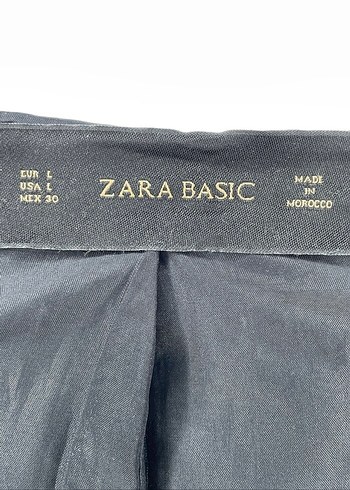 EUR L
USA L
MEX 30
ZARA BASIC
MADE
IN
MOROCCO